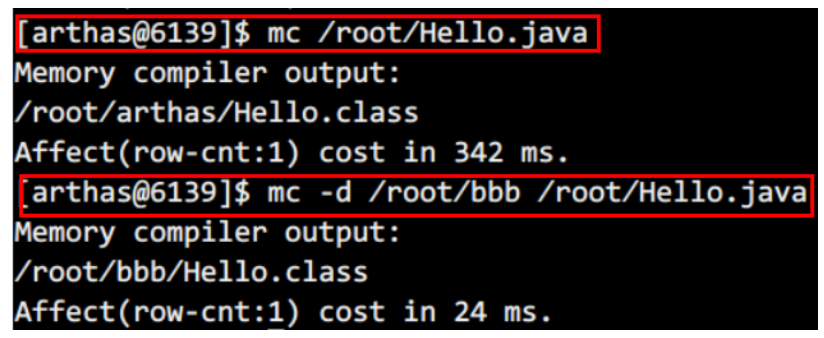 [arthas@6139]$ mc /root/Hello.java
Memory compiler output:
/root/arthas/Hello.class
Affect(row-cnt:1) cost in 342 ms.
[arthas@6139]$ mc -d /root/bbb /root/Hello.java
Memory compiler output:
/root/bbb/Hello.class
Affect(row-cnt:1) cost in 24 ms.